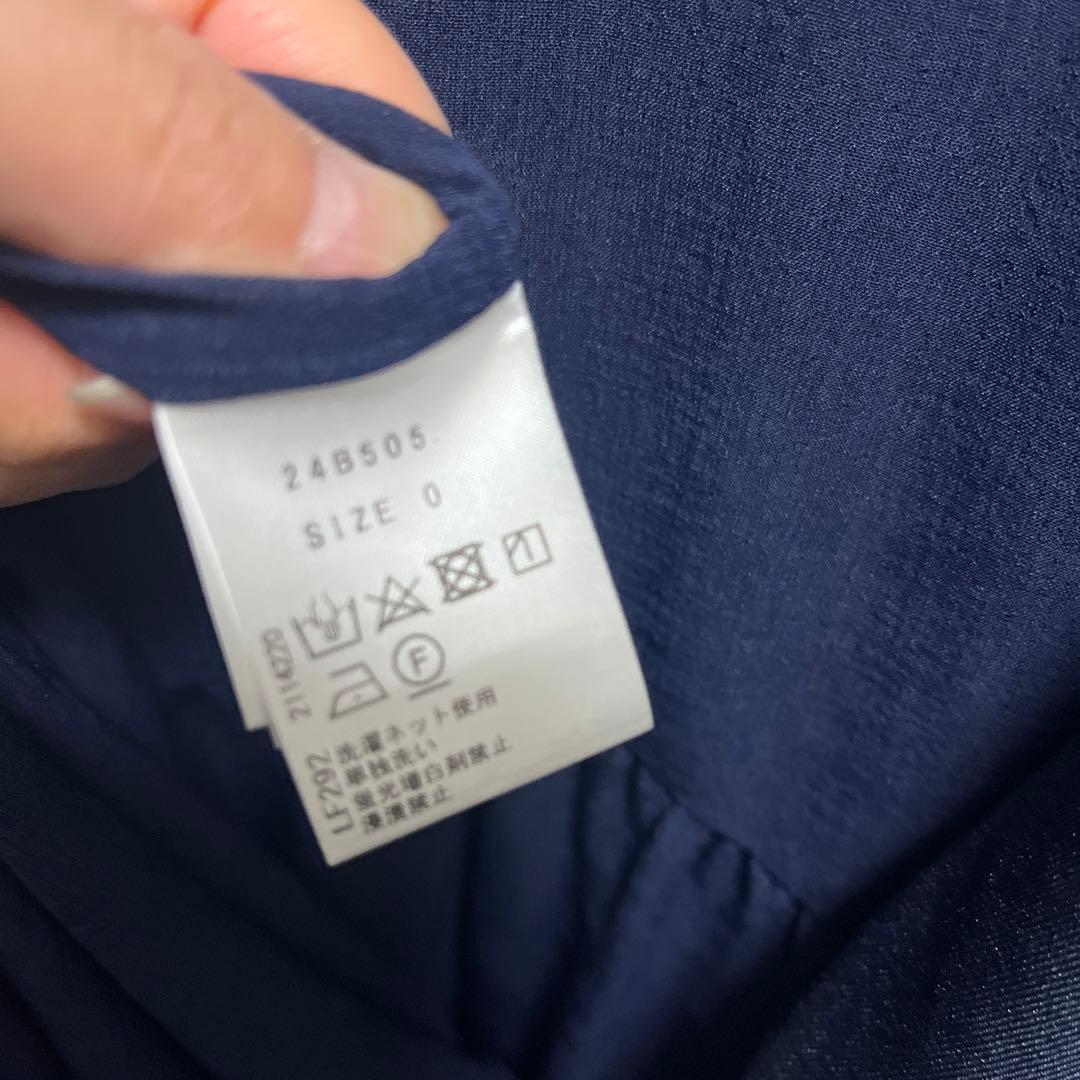 24B505
SIZE 0
2114220
F
LF292
洗濯ネット使用
単独洗い
蛍光増白剤禁止
浸漬禁止